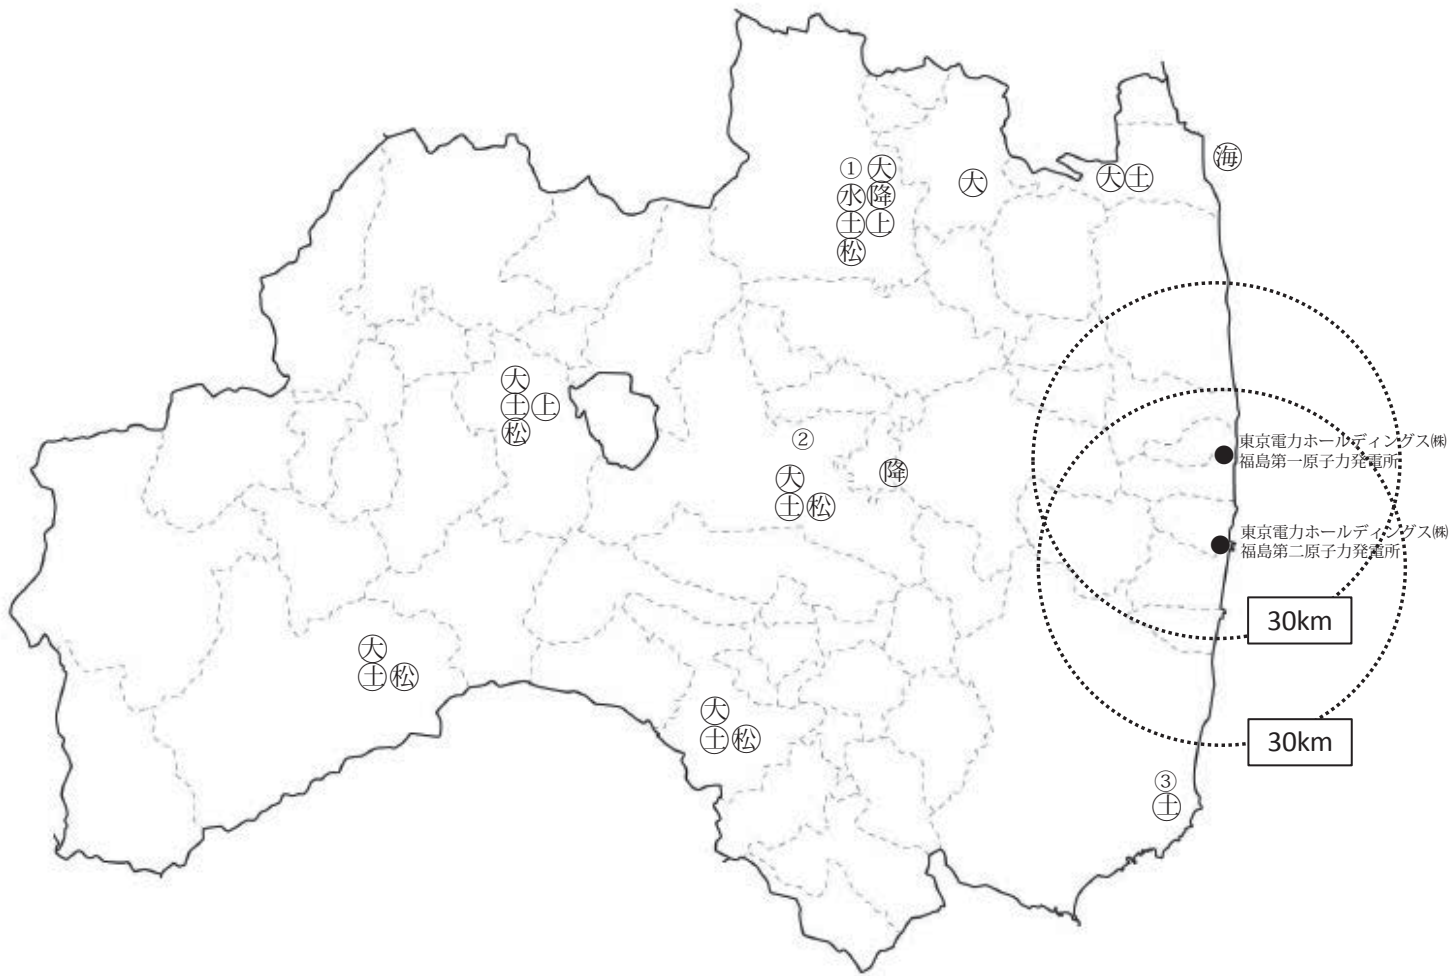 海
①大
水降
土上
松
大
大土
大
土上
松
②
大
土松
降
東京電力ホールディングス㈱
福島第一原子力発電所
東京電力ホールディングス㈱
福島第二原子力発電所
30km
大
土松
大
土松
30km
③
土